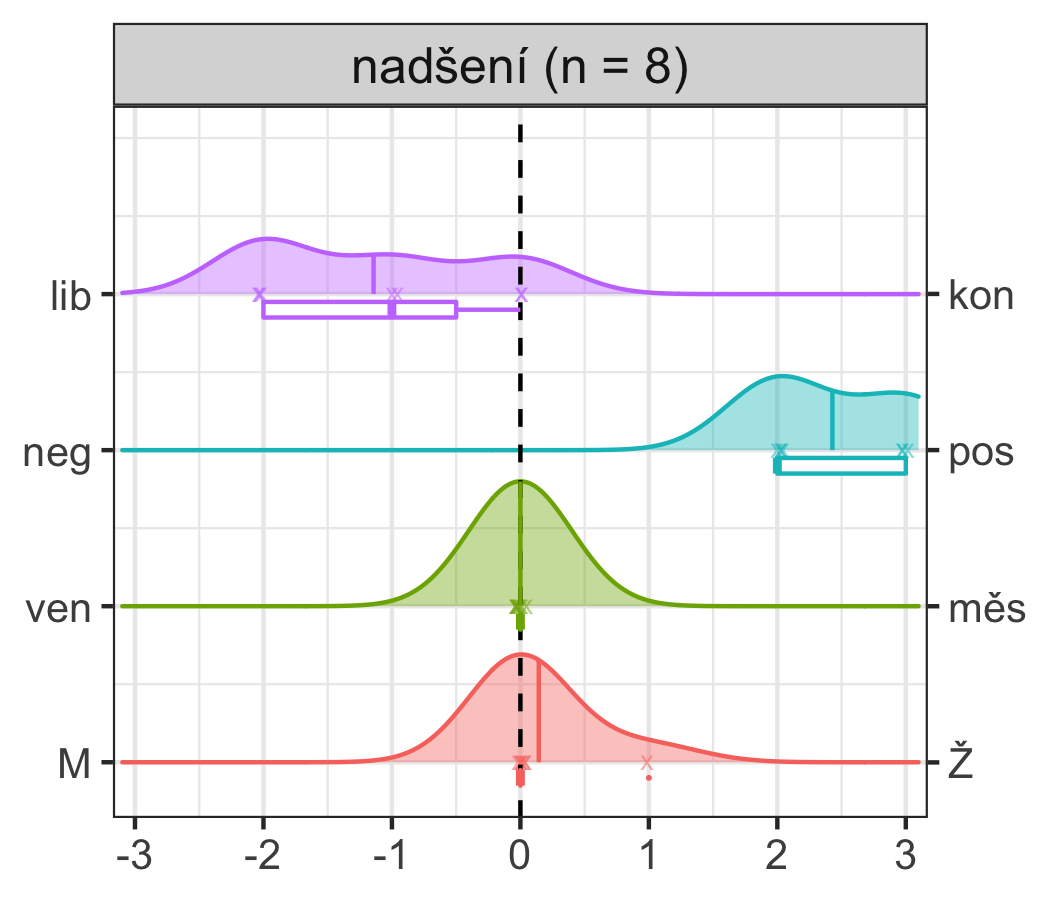 nadšení (n = 8)
lib kon
neg pos
ven měs
M Ž
-3 -2 -1 0 1 2 3